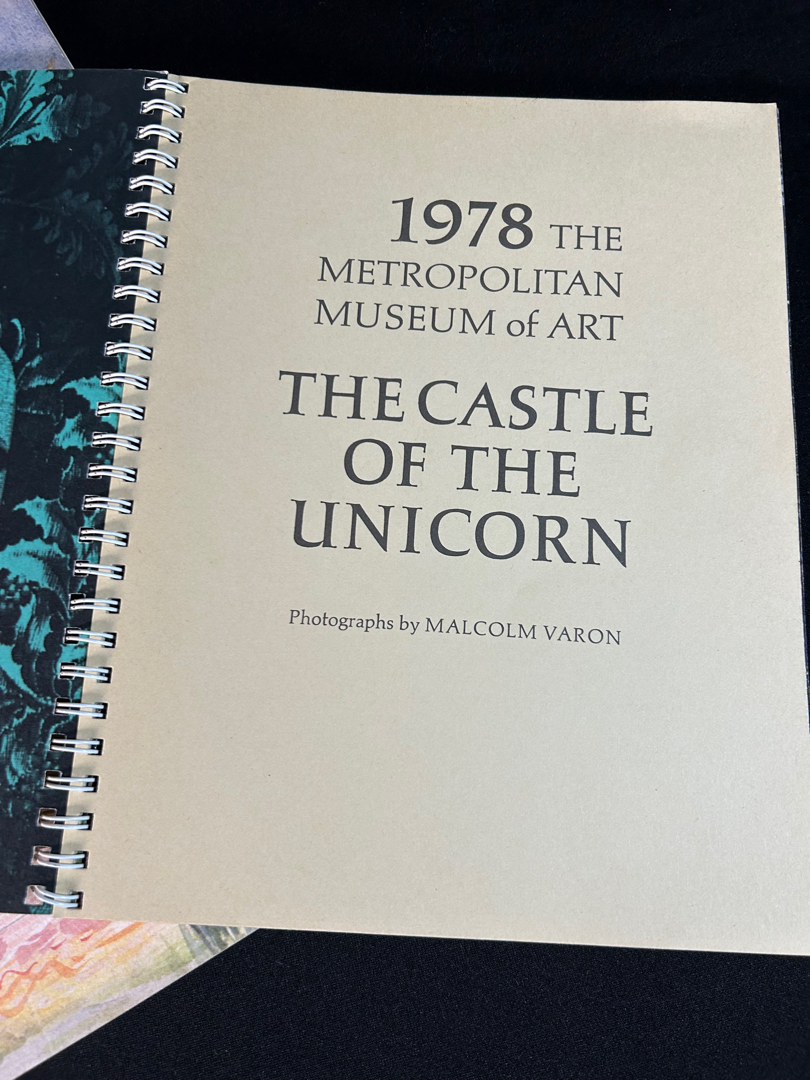 1978 THE
METROPOLITAN
MUSEUM of ART
THE CASTLE
OF THE
UNICORN
Photographs by MALCOLM VARON